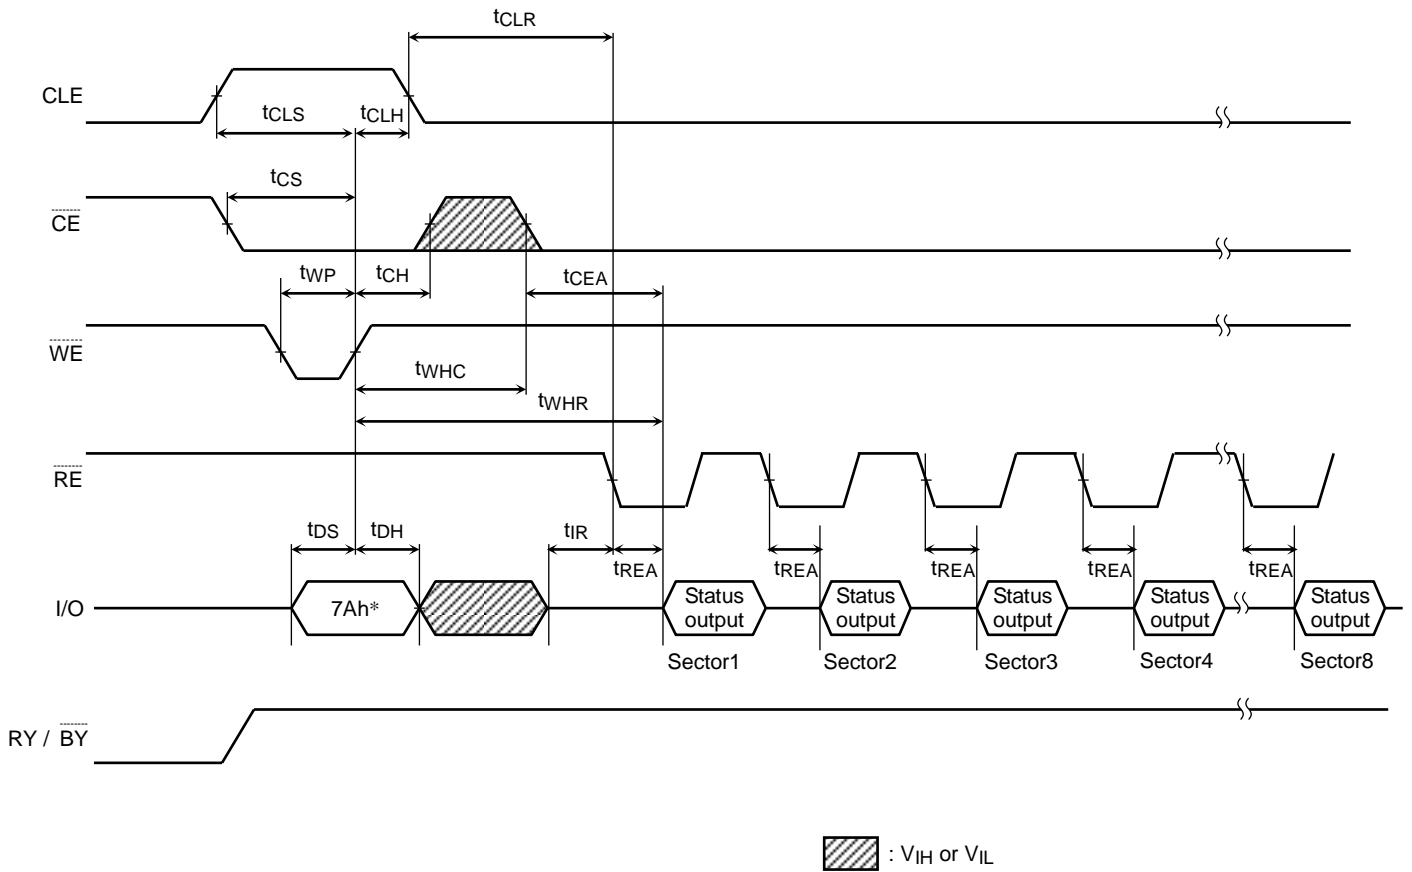 tCLR
CLE
tCLS
tCLH
tCS
CE
tWP
tCH
tCEA
WE
tWHC
tWHR
RE
tDS
tDH
tIR
tREA
tREA
tREA
tREA
tREA
I/O
7Ah*
Status output
Status output
Status output
Status output
Status output
Sector1
Sector2
Sector3
Sector4
Sector8
RY / BY
: VIH or VIL